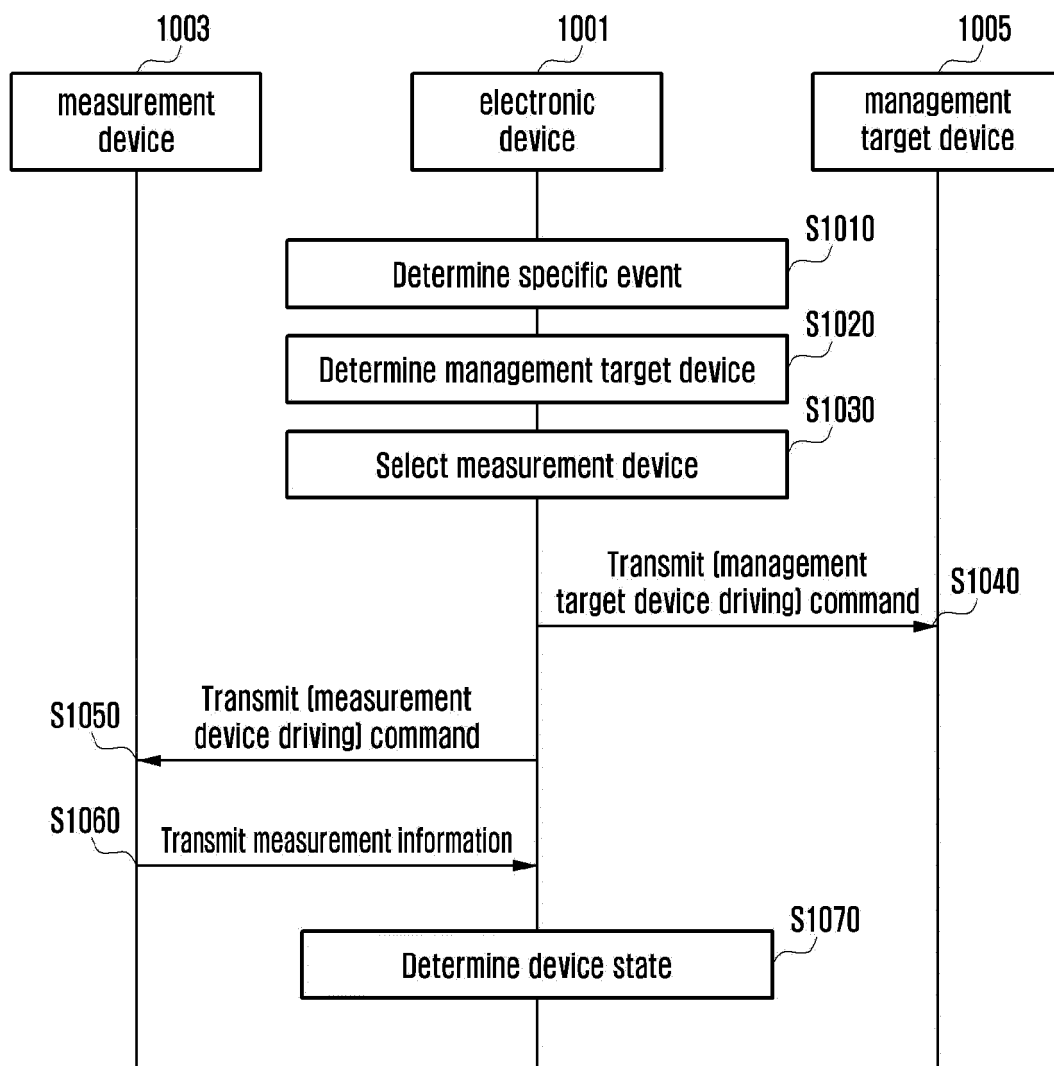 1003
1001
1005
measurement
device
electronic
device
management
target device
S1010
Determine specific event
S1020
Determine management target device
S1030
Select measurement device
Transmit (management
target device driving) command
S1040
Transmit (measurement
device driving) command
S1050
S1060
Transmit measurement information
S1070
Determine device state